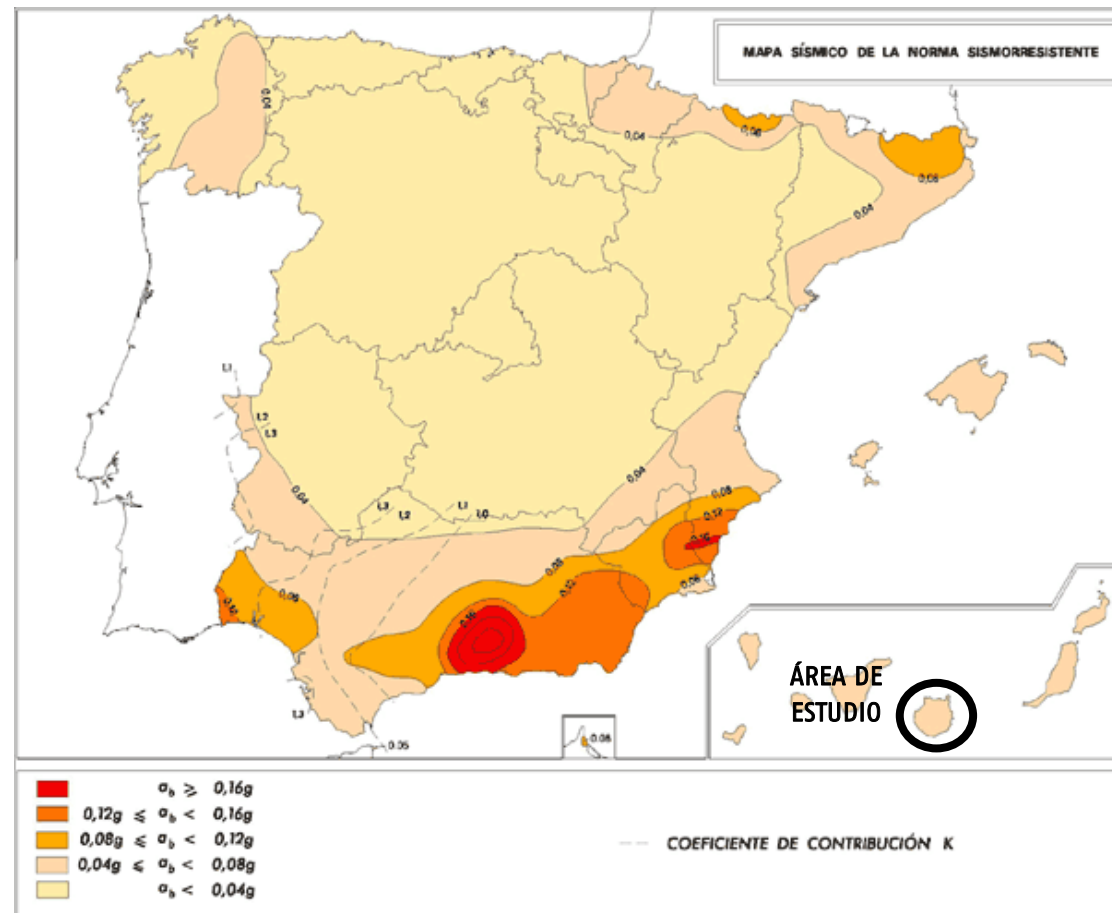 MAPA SÍSMICO DE LA NORMA SISMORRESISTENTE
0,04
0,04
0,08
0,08
0,04
1,1
1,2
1,3
0,04
1,3
1,2
1,1
1,0
0,04
0,08
0,12
0,16
0,08
0,08
0,12
0,16
0,08
0,12
1,3
0.05
0.08
ÁREA DE
ESTUDIO
a_b ≥ 0,16g
0,12g ≤ a_b < 0,16g
0,08g ≤ a_b < 0,12g
0,04g ≤ a_b < 0,08g
a_b < 0,04g
COEFICIENTE DE CONTRIBUCIÓN K